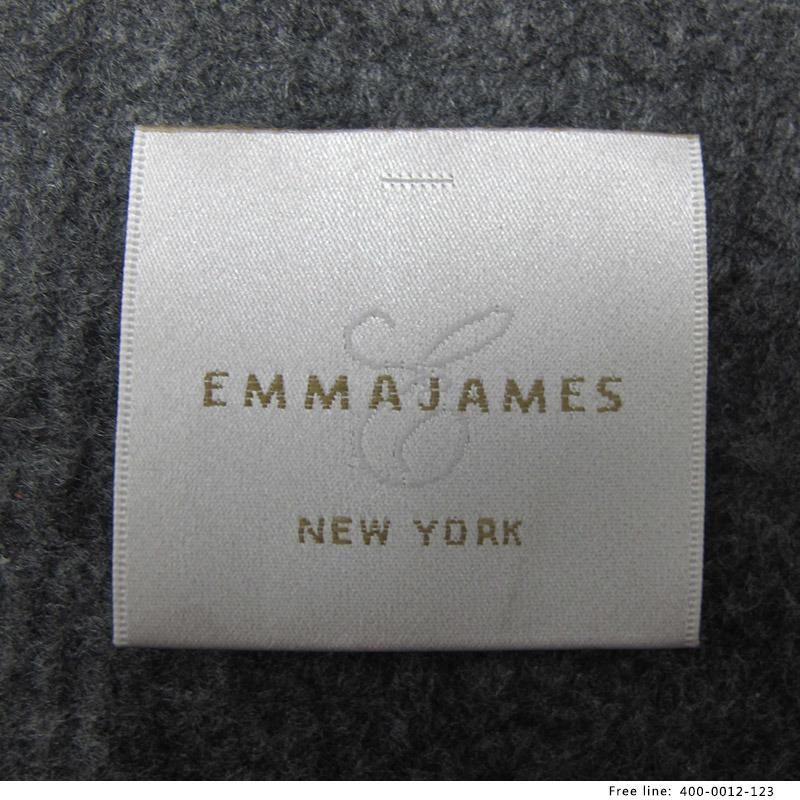 EMMAJAMES
NEW YORK
Free line: 400-0012-123